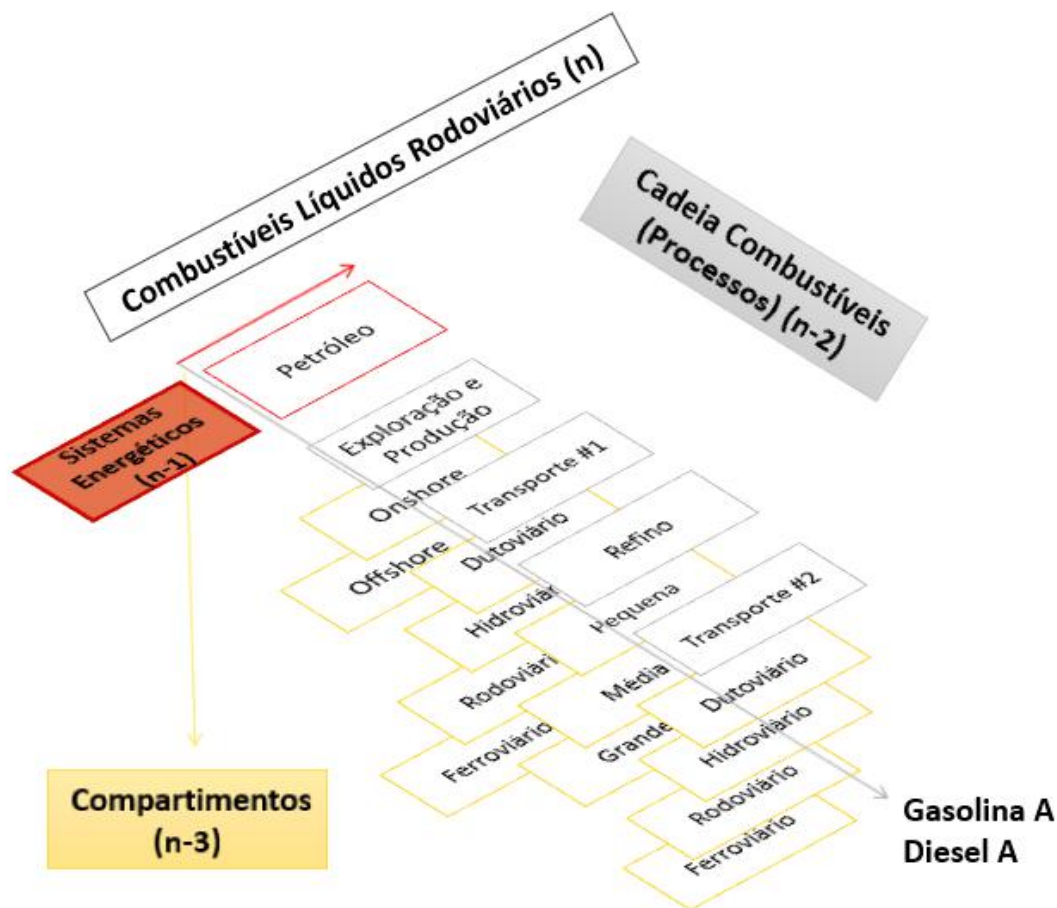 Combustíveis Líquidos Rodoviários (n)
Cadeia Combustíveis
(Processos) (n-2)
Sistemas
Energéticos
(n-1)
Petróleo
Exploração e
Produção
Onshore
Offshore
Transporte #1
Dutoviário
Hidroviári
Rodoviári
Ferroviário
Refino
Pequena
Média
Grande
Transporte #2
Dutoviário
Hidroviário
Rodoviário
Ferroviário
Compartimentos
(n-3)
Gasolina A
Diesel A